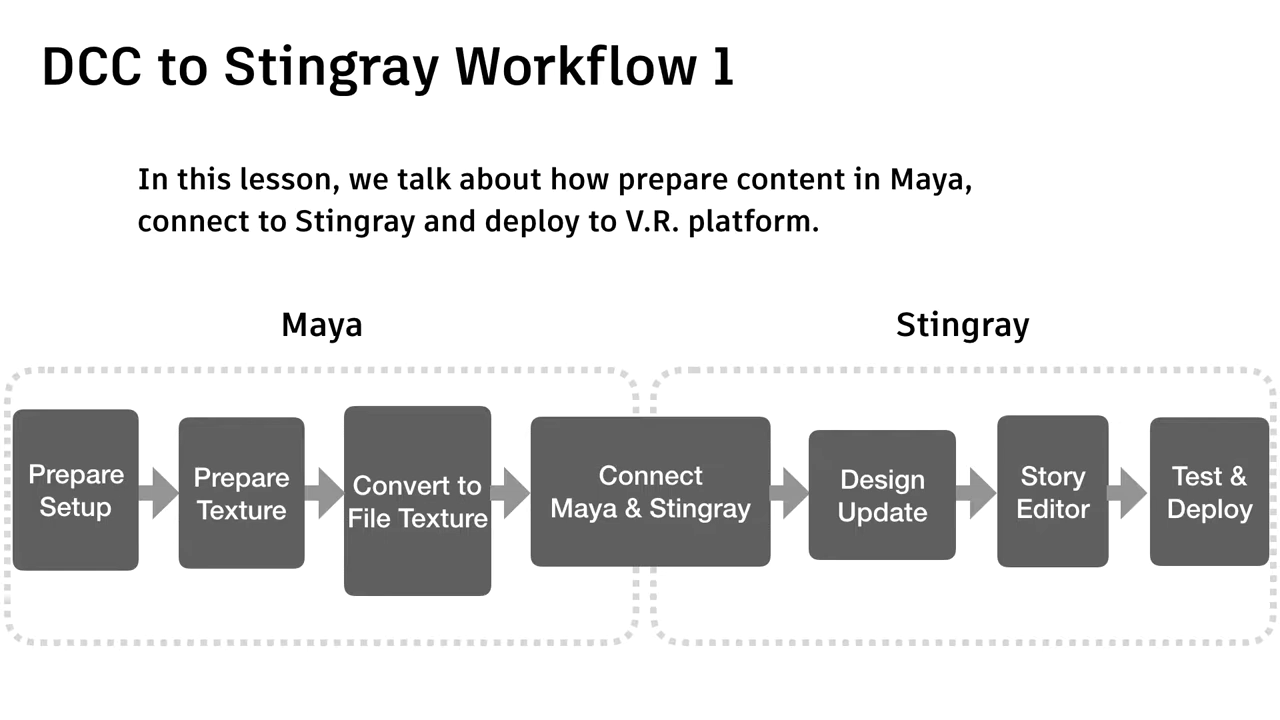 DCC to Stingray Workflow 1
In this lesson, we talk about how prepare content in Maya,
connect to Stingray and deploy to V.R. platform.
Maya
Stingray
Prepare
Setup
Prepare
Texture
Convert to
File Texture
Connect
Maya & Stingray
Design
Update
Story
Editor
Test &
Deploy